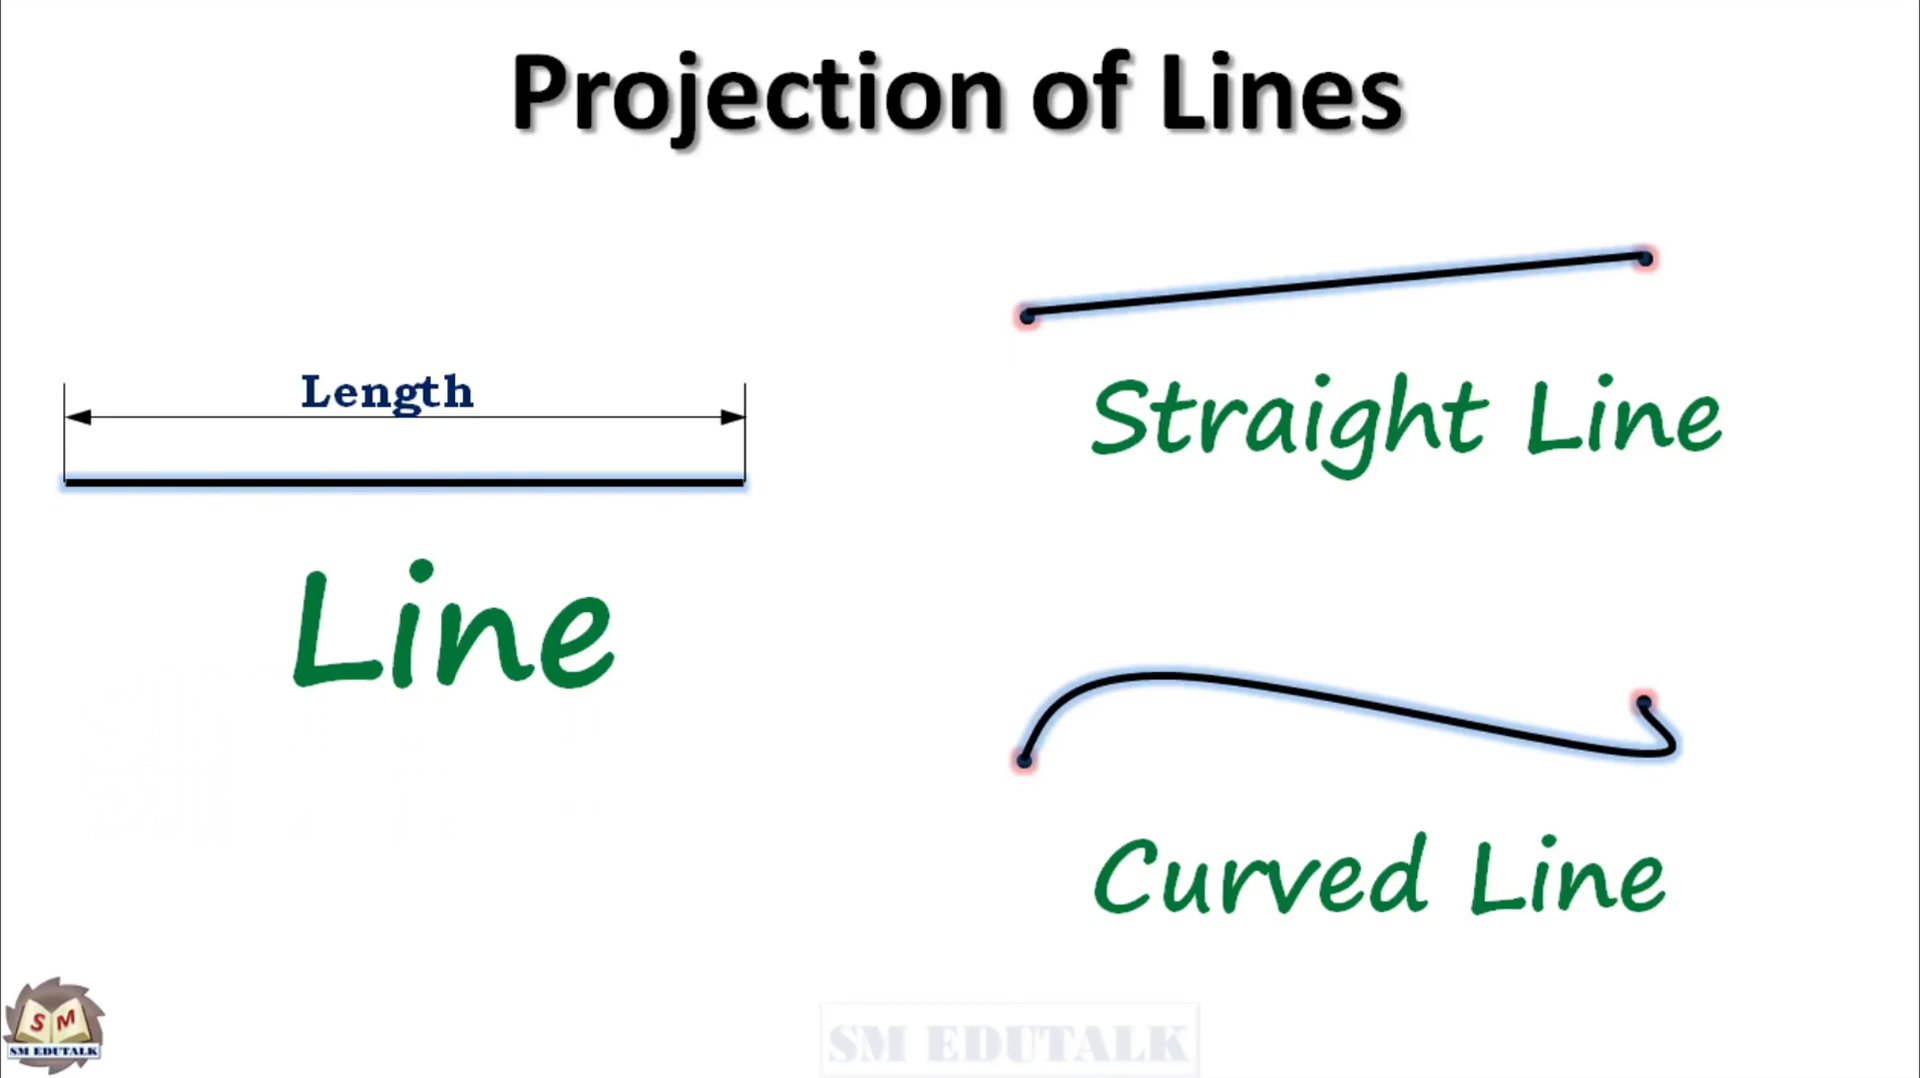 Projection of Lines
Length
Line
Straight Line
Curved Line
S M
SM EDUTALK
SM EDUTALK